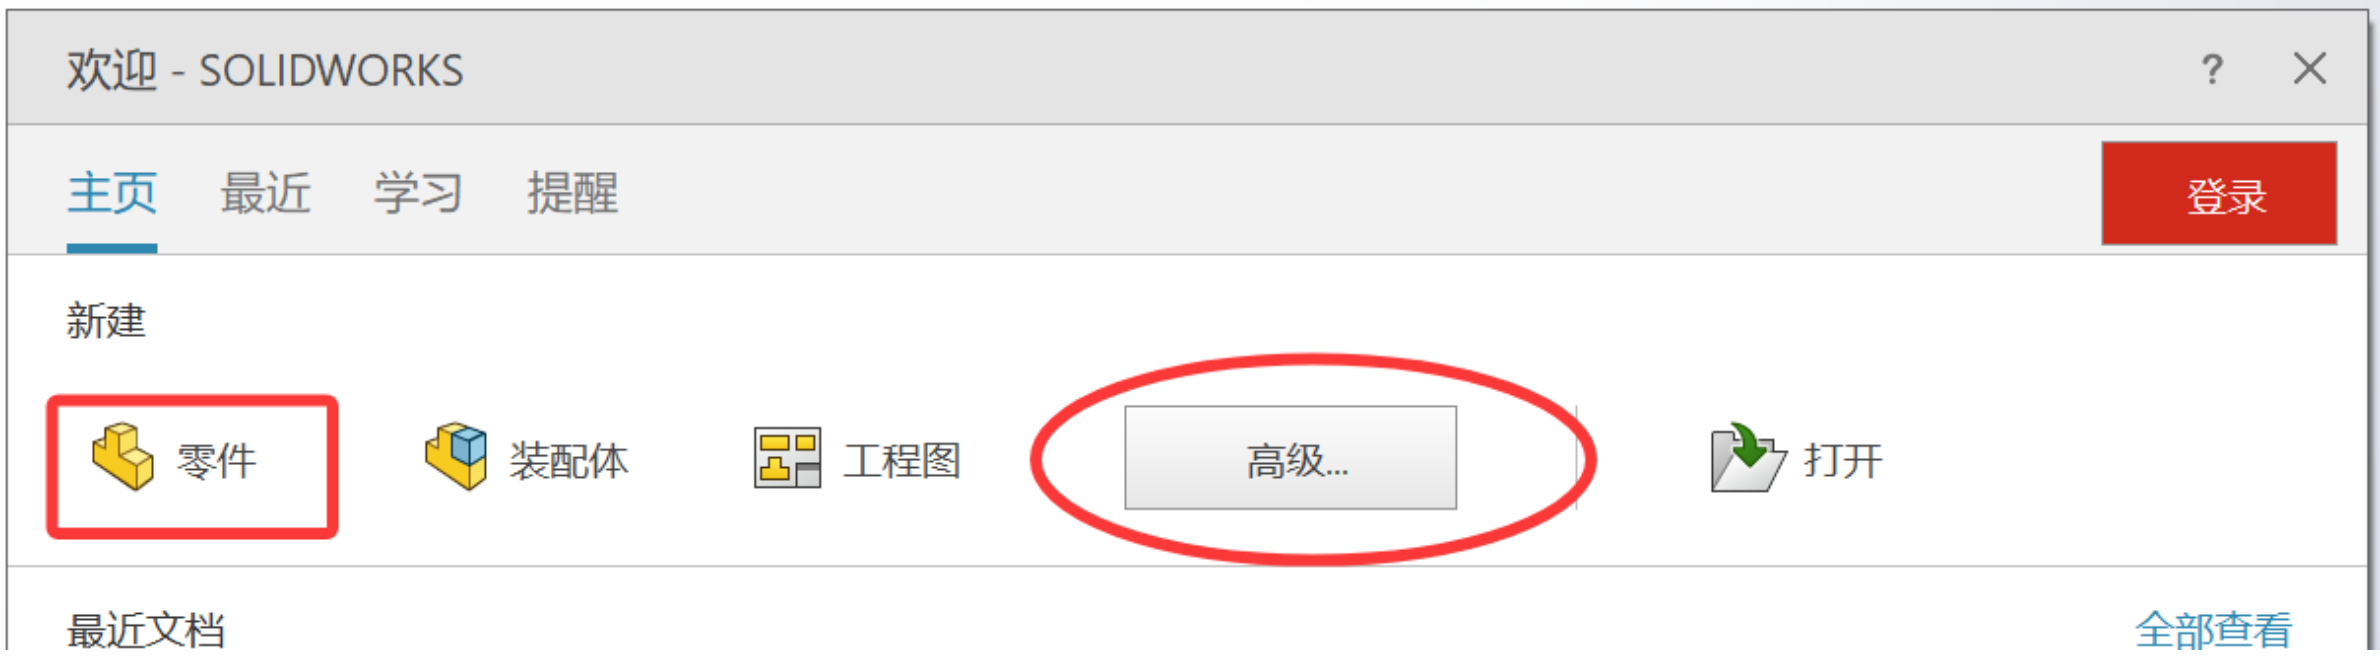 欢迎 - SOLIDWORKS ?
主页 最近 学习 提醒 登录
新建
零件 装配体 工程图 高级... 打开
最近文档 全部查看